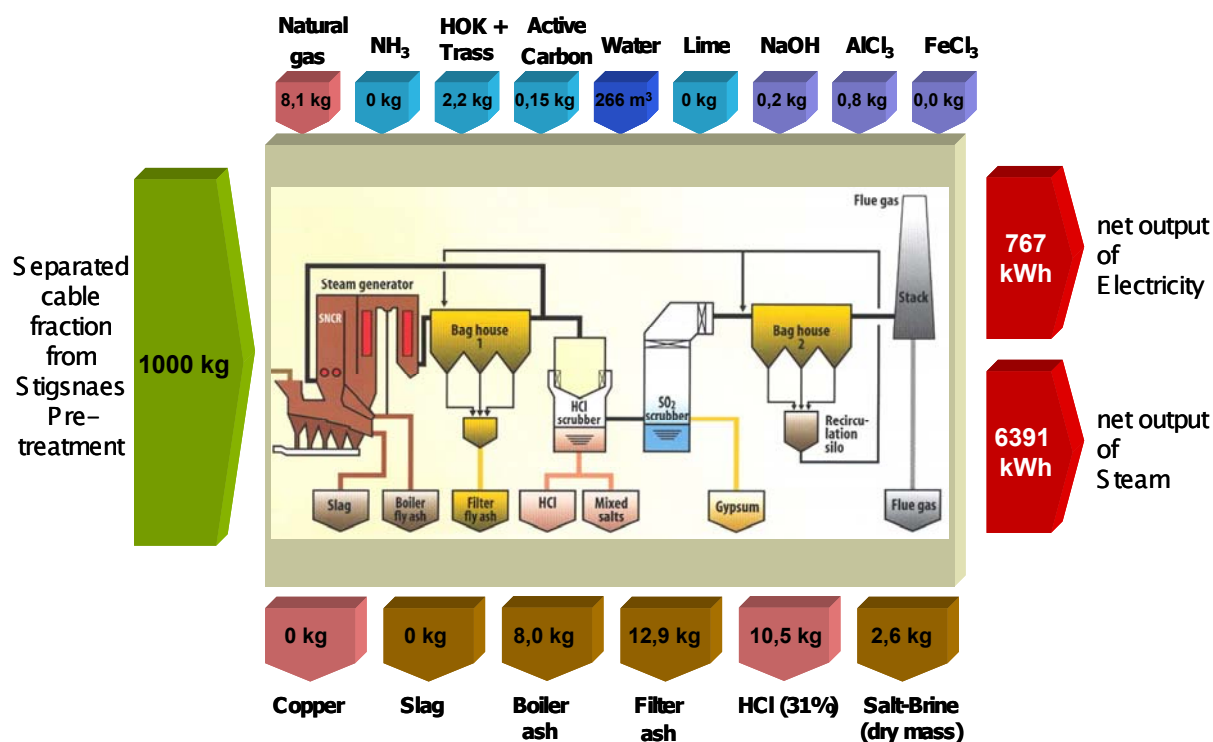 Natural
gas
NH₃
HOK +
Trass
Active
Carbon
Water
Lime
NaOH
AlCl₃
FeCl₃
8,1 kg
0 kg
2,2 kg
0,15 kg
266 m³
0 kg
0,2 kg
0,8 kg
0,0 kg
Separated
cable
fraction
from
Stigsnaes
Pre-
treatment
1000 kg
Flue gas
Steam generator
SNCR
Bag house
1
HCl
scrubber
SO₂
scrubber
Bag house
2
Recircu-
lation
silo
Stack
Slag
Boiler
fly ash
Filter
fly ash
HCl
Mixed
salts
Gypsum
Flue gas
767
kWh
net output
of
Electricity
6391
kWh
net output
of
Steam
0 kg
0 kg
8,0 kg
12,9 kg
10,5 kg
2,6 kg
Copper
Slag
Boiler
ash
Filter
ash
HCl (31%)
Salt-Brine
(dry mass)